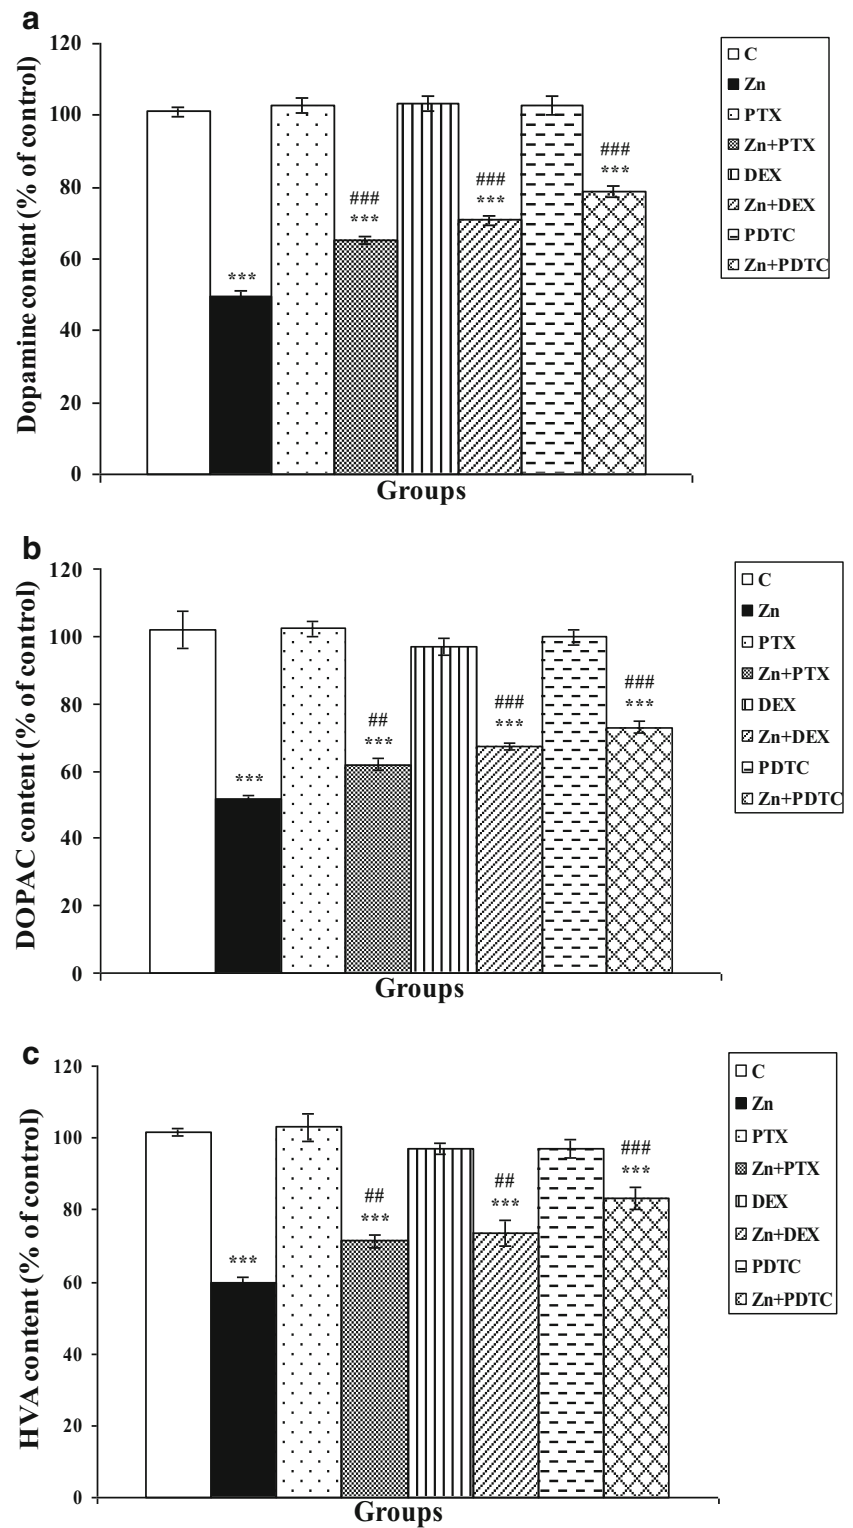 a
120
100
80
60
40
20
0
Dopamine content (% of control)
***
###
***
###
***
###
***
Groups
C
Zn
PTX
Zn+PTX
DEX
Zn+DEX
PDTC
Zn+PDTC
b
120
100
80
60
40
20
0
DOPAC content (% of control)
***
##
***
###
***
###
***
Groups
C
Zn
PTX
Zn+PTX
DEX
Zn+DEX
PDTC
Zn+PDTC
c
120
100
80
60
40
20
0
HVA content (% of control)
***
##
***
##
***
###
***
Groups
C
Zn
PTX
Zn+PTX
DEX
Zn+DEX
PDTC
Zn+PDTC